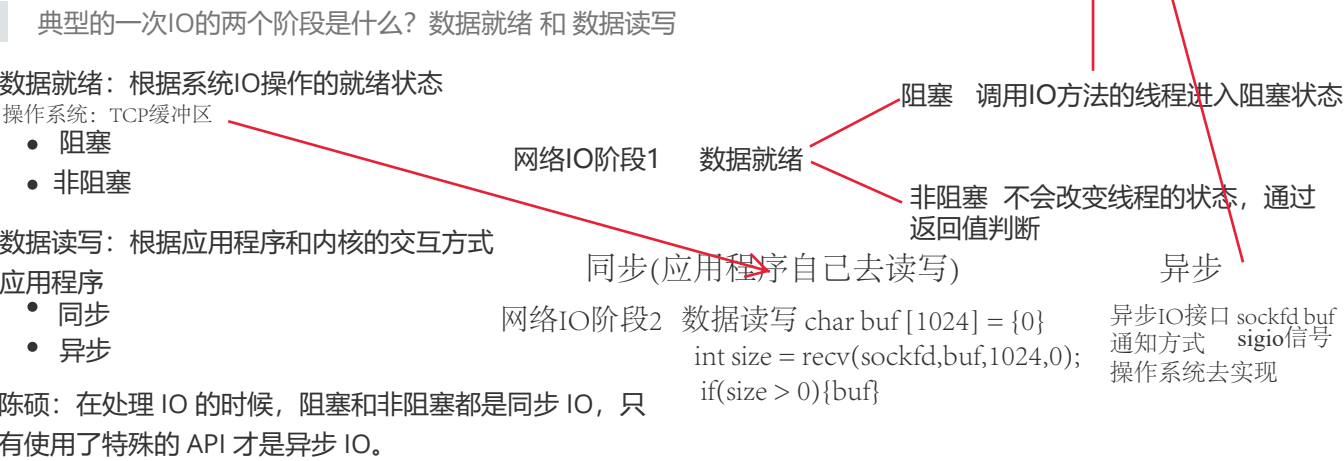 典型的一次IO的两个阶段是什么？数据就绪 和 数据读写
数据就绪：根据系统IO操作的就绪状态
操作系统：TCP缓冲区
阻塞
非阻塞
数据读写：根据应用程序和内核的交互方式
应用程序
同步
异步
陈硕：在处理 IO 的时候，阻塞和非阻塞都是同步 IO，只
有使用了特殊的 API 才是异步 IO。
网络IO阶段1 数据就绪
阻塞 调用IO方法的线程进入阻塞状态
非阻塞 不会改变线程的状态，通过
返回值判断
同步(应用程序自己去读写)
网络IO阶段2 数据读写 char buf [1024] = {0}
int size = recv(sockfd,buf,1024,0);
if(size > 0){buf}
异步
异步IO接口 sockfd buf
通知方式 sigio信号
操作系统去实现